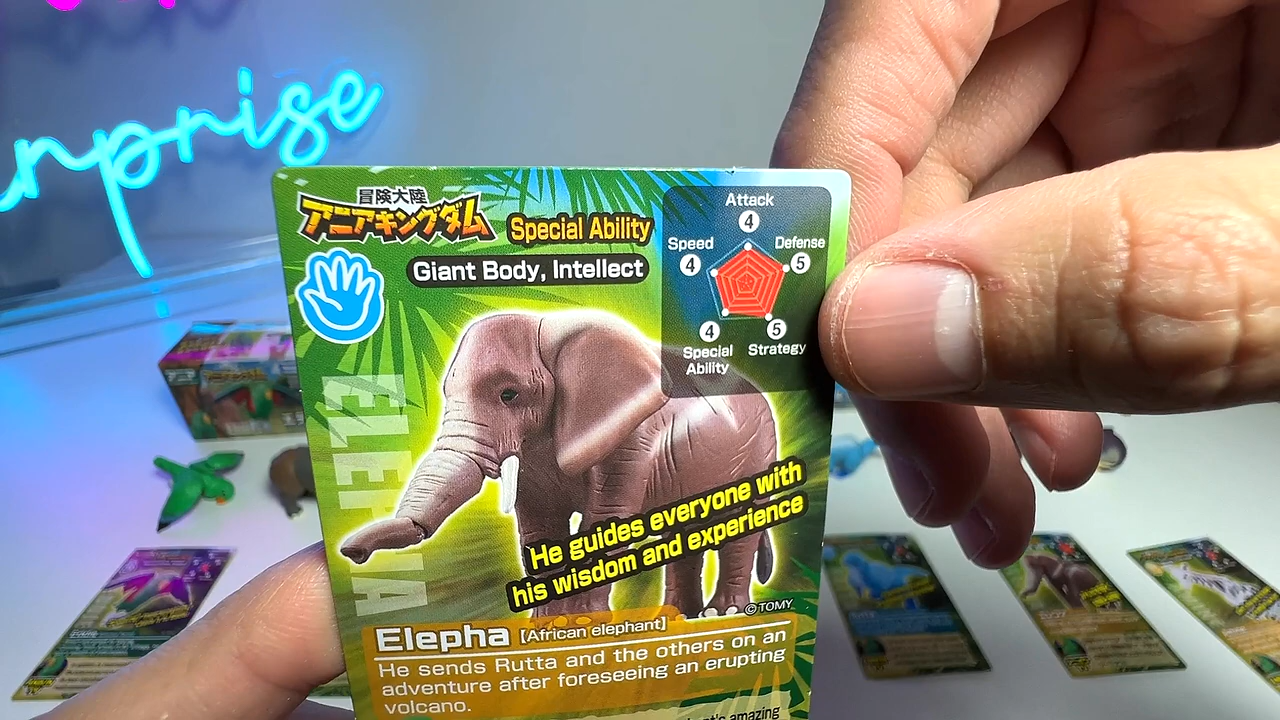 urprise
冒険大陸
アニアキングダム
Special Ability
Giant Body, Intellect
Attack
4
Speed
4
Defense
5
4
Special
Ability
5
Strategy
ELEPHA
He guides everyone with
his wisdom and experience
© TOMY
Elepha [African elephant]
He sends Rutta and the others on an
adventure after foreseeing an erupting
volcano.
amazing